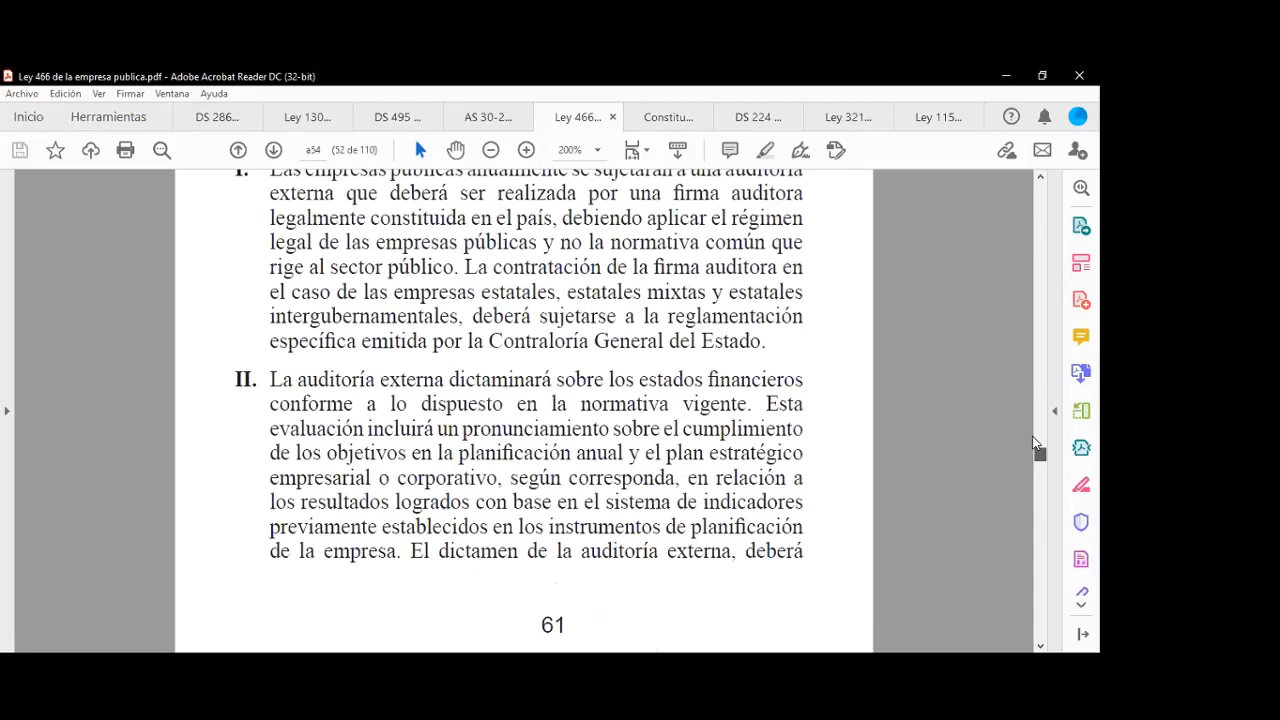 Ley 466 de la empresa publica.pdf - Adobe Acrobat Reader DC (32-bit)
Archivo Edición Ver Firmar Ventana Ayuda
Inicio Herramientas DS 286... Ley 130... DS 495 ... AS 30-2... Ley 466... × Constitu... DS 224 ... Ley 321... Ley 115...
a54 (52 de 110) 200%
I. Las empresas públicas anualmente se sujetarán a una auditoría
externa que deberá ser realizada por una firma auditora
legalmente constituida en el país, debiendo aplicar el régimen
legal de las empresas públicas y no la normativa común que
rige al sector público. La contratación de la firma auditora en
el caso de las empresas estatales, estatales mixtas y estatales
intergubernamentales, deberá sujetarse a la reglamentación
específica emitida por la Contraloría General del Estado.
II. La auditoría externa dictaminará sobre los estados financieros
conforme a lo dispuesto en la normativa vigente. Esta
evaluación incluirá un pronunciamiento sobre el cumplimiento
de los objetivos en la planificación anual y el plan estratégico
empresarial o corporativo, según corresponda, en relación a
los resultados logrados con base en el sistema de indicadores
previamente establecidos en los instrumentos de planificación
de la empresa. El dictamen de la auditoría externa, deberá
61